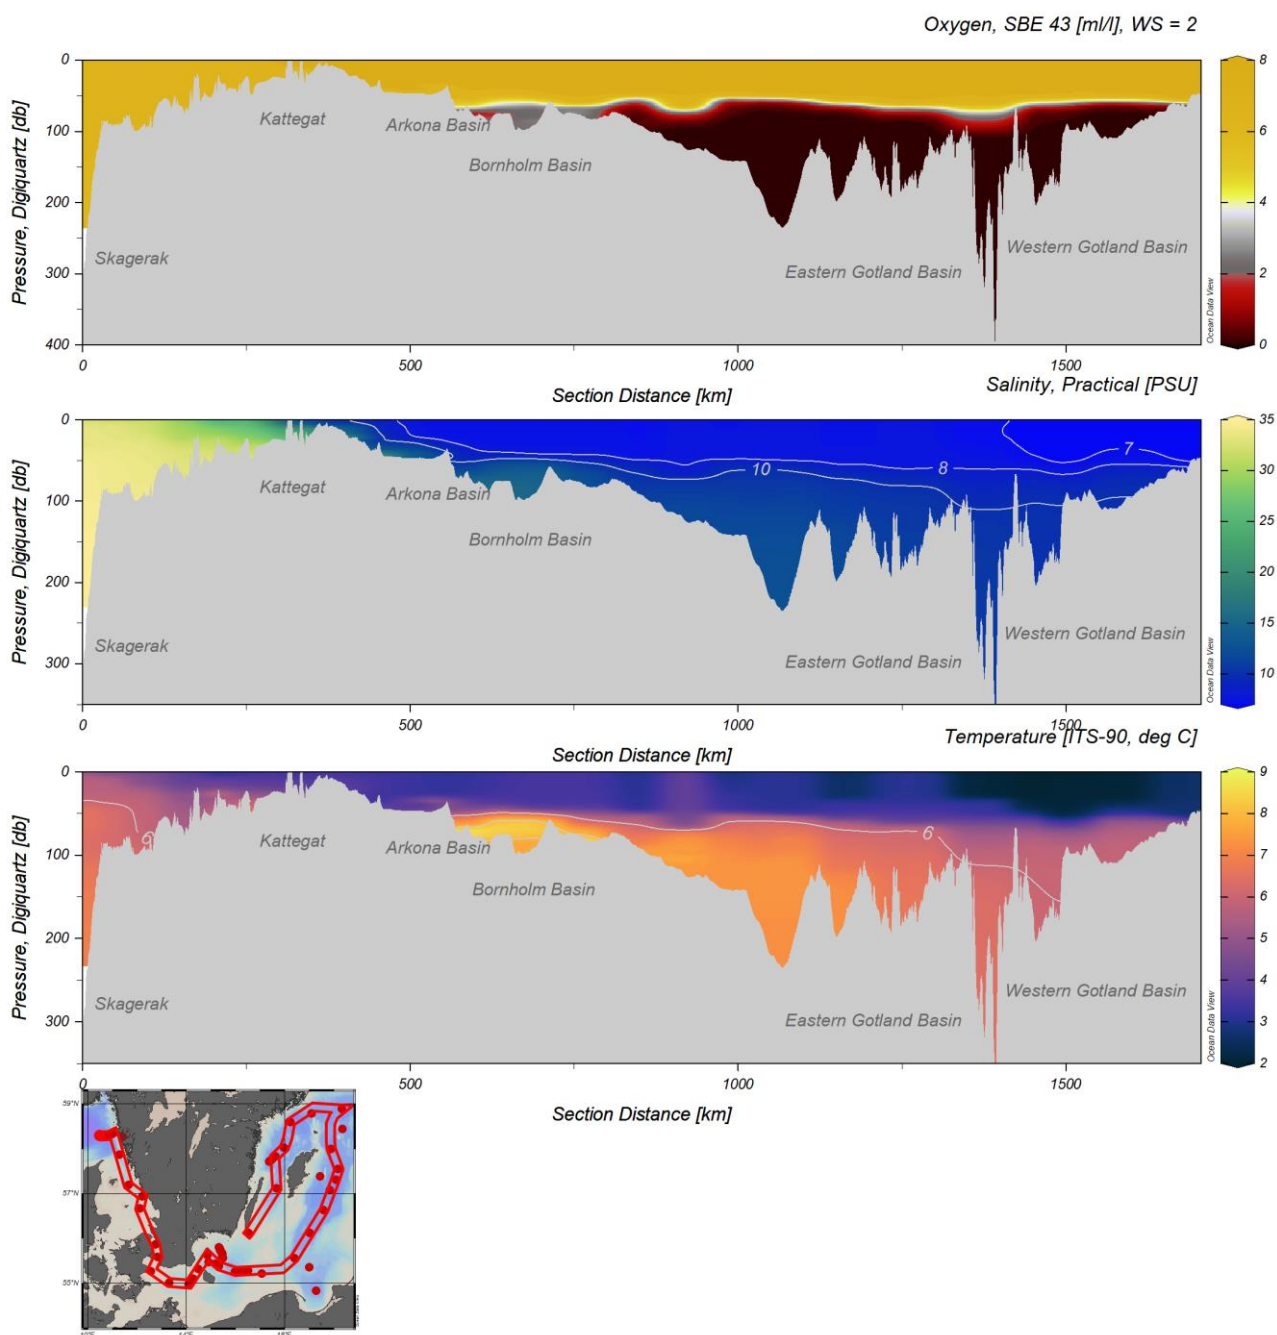 Oxygen, SBE 43 [ml/l], WS = 2
Pressure, Digiquartz [db]
0
100
200
300
400
Kattegat
Arkona Basin
Bornholm Basin
Skagerak
Eastern Gotland Basin
Western Gotland Basin
Ocean Data View
8
6
4
2
0
0
500
1000
1500
Section Distance [km]
Salinity, Practical [PSU]
Pressure, Digiquartz [db]
0
100
200
300
10
8
7
Kattegat
Arkona Basin
Bornholm Basin
Skagerak
Eastern Gotland Basin
Western Gotland Basin
Ocean Data View
35
30
25
20
15
10
0
500
1000
1500
Section Distance [km]
Temperature [ITS-90, deg C]
Pressure, Digiquartz [db]
0
100
200
300
6
6
Kattegat
Arkona Basin
Bornholm Basin
Skagerak
Eastern Gotland Basin
Western Gotland Basin
Ocean Data View
9
8
7
6
5
4
3
2
0
500
1000
1500
Section Distance [km]
59°N
57°N
55°N